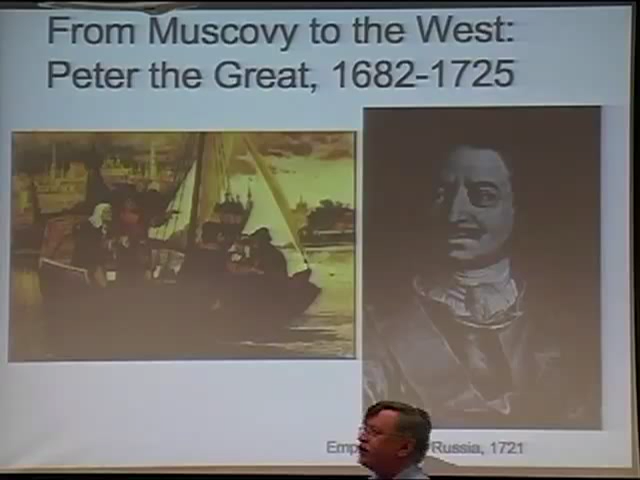 From Muscovy to the West:
Peter the Great, 1682-1725
Russia, 1721